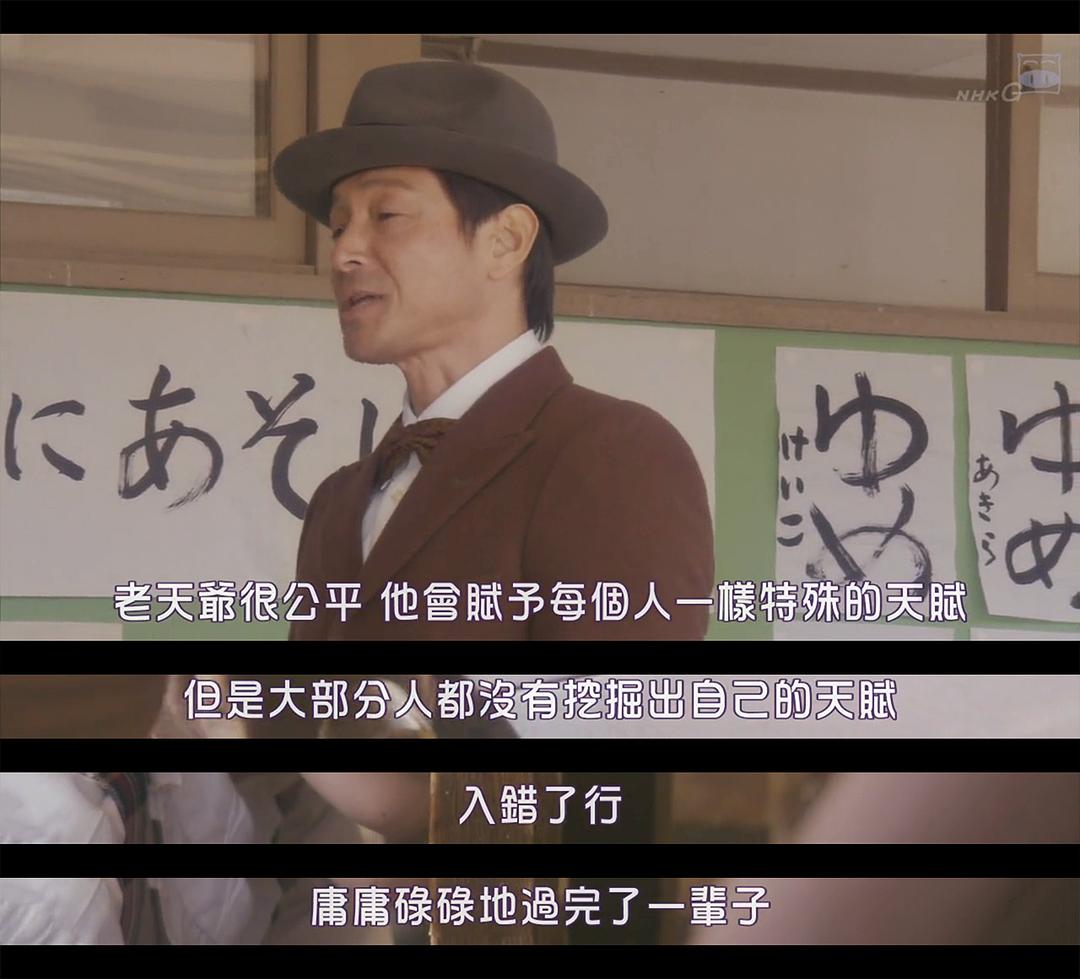 NHK G
にあそ
ゆめ
けいこ
ゆめ
あきら
老天爺很公平 他會賦予每個人一樣特殊的天賦
但是大部分人都沒有挖掘出自己的天賦
入錯了行
庸庸碌碌地過完了一輩子